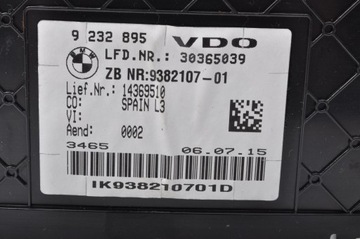 9 232 895 VDO
BMW LFD.NR.: 30365039
ZB NR:9382107-01
Lief.Nr.: 14369510
CO: SPAIN L3
VI:
Aend: 0002
3465 06.07.15
IK938210701D